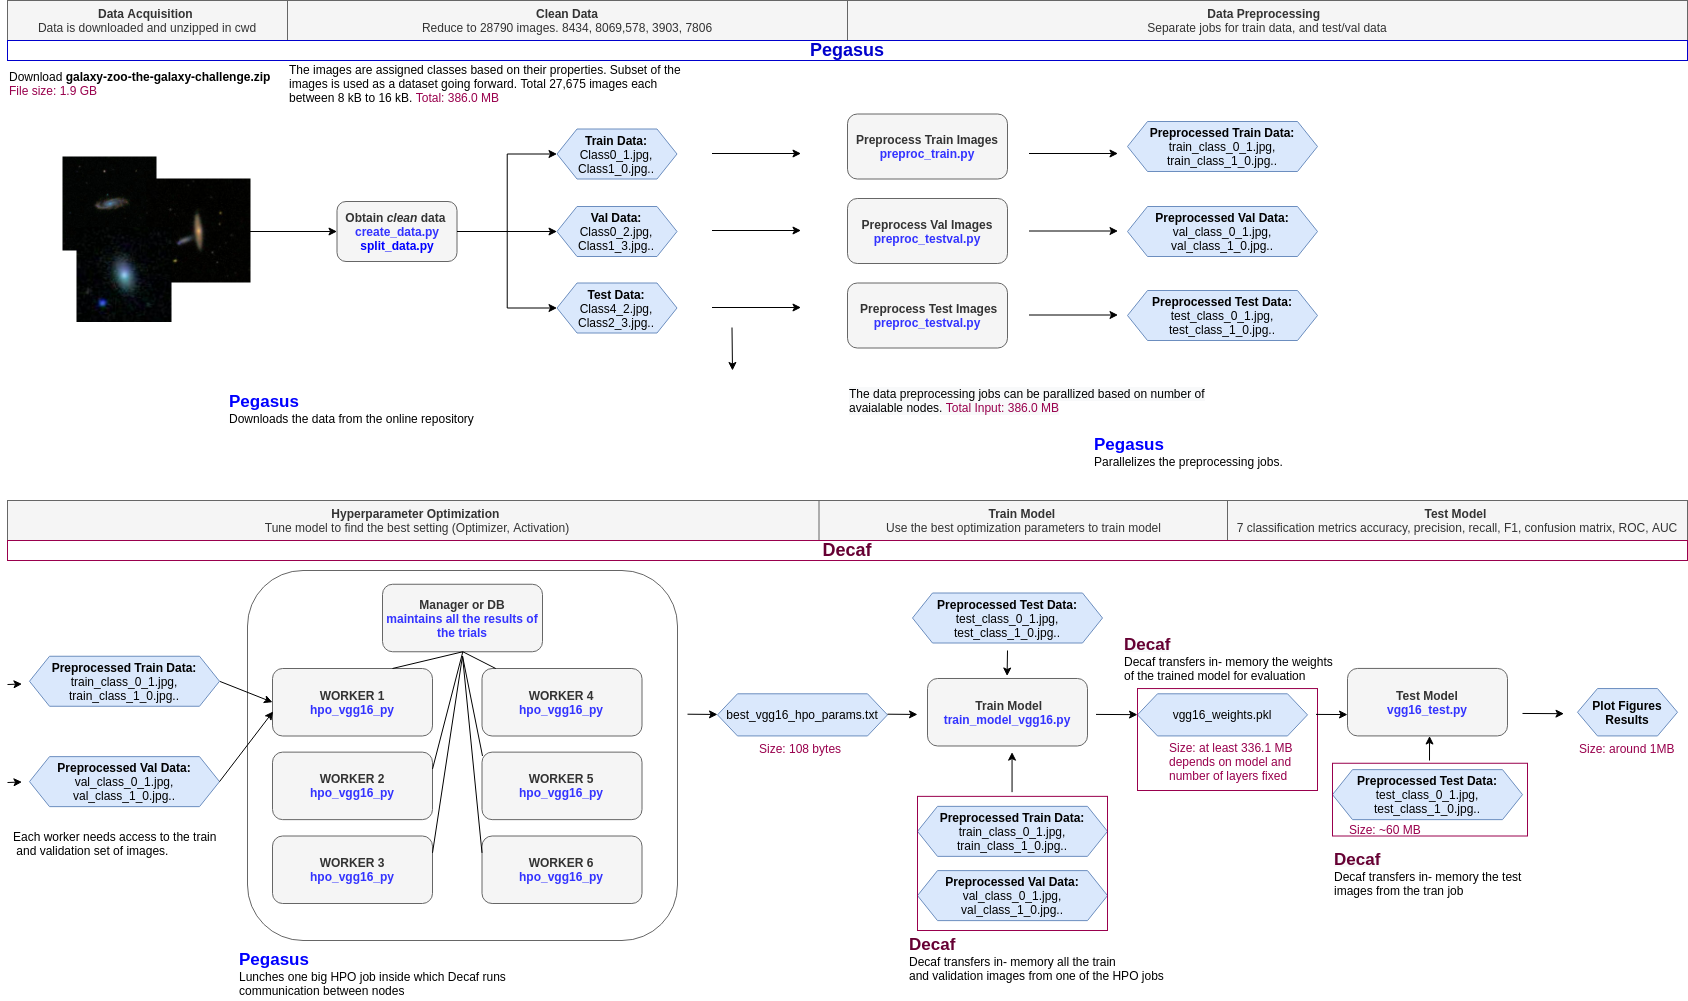 Data Acquisition
Data is downloaded and unzipped in cwd
Clean Data
Reduce to 28790 images. 8434, 8069,578, 3903, 7806
Data Preprocessing
Separate jobs for train data, and test/val data
Pegasus
Download galaxy-zoo-the-galaxy-challenge.zip
File size: 1.9 GB
The images are assigned classes based on their properties. Subset of the
images is used as a dataset going forward. Total 27,675 images each
between 8 kB to 16 kB. Total: 386.0 MB
Obtain clean data
create_data.py
split_data.py
Train Data:
Class0_1.jpg,
Class1_0.jpg..
Val Data:
Class0_2.jpg,
Class1_3.jpg..
Test Data:
Class4_2.jpg,
Class2_3.jpg..
Preprocess Train Images
preproc_train.py
Preprocess Val Images
preproc_testval.py
Preprocess Test Images
preproc_testval.py
Preprocessed Train Data:
train_class_0_1.jpg,
train_class_1_0.jpg..
Preprocessed Val Data:
val_class_0_1.jpg,
val_class_1_0.jpg..
Preprocessed Test Data:
test_class_0_1.jpg,
test_class_1_0.jpg..
Pegasus
Downloads the data from the online repository
The data preprocessing jobs can be parallized based on number of
avaialable nodes. Total Input: 386.0 MB
Pegasus
Parallelizes the preprocessing jobs.
Hyperparameter Optimization
Tune model to find the best setting (Optimizer, Activation)
Train Model
Use the best optimization parameters to train model
Test Model
7 classification metrics accuracy, precision, recall, F1, confusion matrix, ROC, AUC
Decaf
Preprocessed Train Data:
train_class_0_1.jpg,
train_class_1_0.jpg..
Preprocessed Val Data:
val_class_0_1.jpg,
val_class_1_0.jpg..
Each worker needs access to the train
and validation set of images.
Manager or DB
maintains all the results of
the trials
WORKER 1
hpo_vgg16_py
WORKER 4
hpo_vgg16_py
WORKER 2
hpo_vgg16_py
WORKER 5
hpo_vgg16_py
WORKER 3
hpo_vgg16_py
WORKER 6
hpo_vgg16_py
Pegasus
Lunches one big HPO job inside which Decaf runs
communication between nodes
best_vgg16_hpo_params.txt
Size: 108 bytes
Preprocessed Test Data:
test_class_0_1.jpg,
test_class_1_0.jpg..
Train Model
train_model_vgg16.py
Preprocessed Train Data:
train_class_0_1.jpg,
train_class_1_0.jpg..
Preprocessed Val Data:
val_class_0_1.jpg,
val_class_1_0.jpg..
Decaf
Decaf transfers in- memory all the train
and validation images from one of the HPO jobs
Decaf
Decaf transfers in- memory the weights
of the trained model for evaluation
vgg16_weights.pkl
Size: at least 336.1 MB
depends on model and
number of layers fixed
Test Model
vgg16_test.py
Preprocessed Test Data:
test_class_0_1.jpg,
test_class_1_0.jpg..
Size: ~60 MB
Decaf
Decaf transfers in- memory the test
images from the tran job
Plot Figures
Results
Size: around 1MB